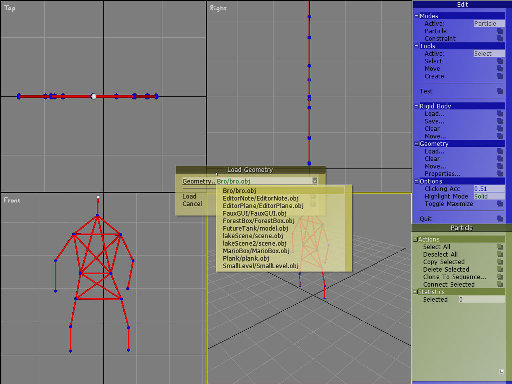 Top
Right
Front
Load Geometry
Geometry... Bro/bro.obj
Load
Cancel
Bro/bro.obj
EditorNote/EditorNote.obj
EditorPlane/EditorPlane.obj
FauxGUI/FauxGUI.obj
ForestBox/ForestBox.obj
FutureTank/model.obj
lakeScene/scene.obj
lakeScene2/scene.obj
MarioBox/MarioBox.obj
Plank/plank.obj
SmallLevel/SmallLevel.obj
Edit
Modes
Active: Particle
Particle
Constraint
Tools
Active: Select
Select
Move
Create
Test
Rigid Body
Load...
Save...
Clear
Move
Geometry
Load...
Clear
Move...
Properties...
Options
Clicking Acc 0.51
Highlight Mode Solid
Toggle Maximize
Quit
Particle
Actions
Select All
Deselect All
Copy Selected
Delete Selected
Clone To Sequence...
Connect Selected
Statistics
Selected 0